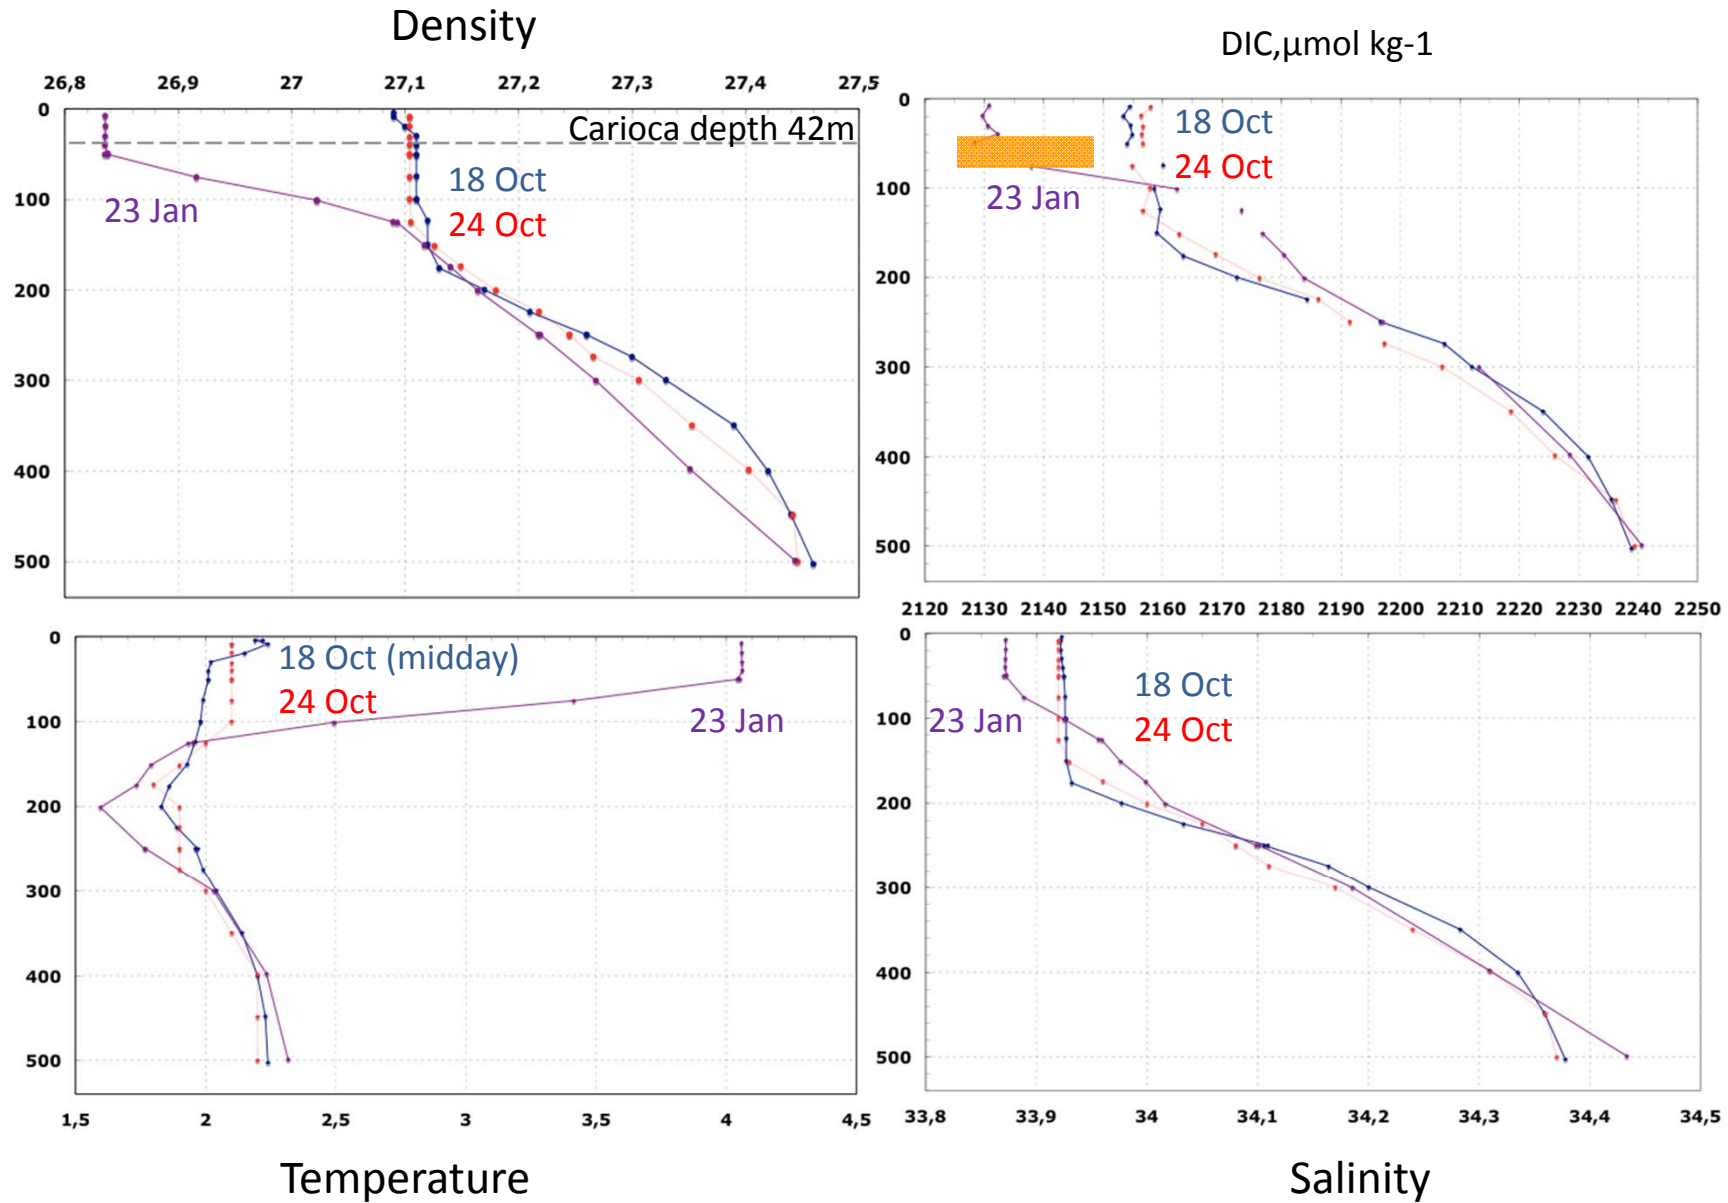 Density
26,8 26,9 27 27,1 27,2 27,3 27,4 27,5
0
100
200
300
400
500
Carioca depth 42m
18 Oct
24 Oct
23 Jan
DIC,µmol kg-1
0
100
200
300
400
500
18 Oct
24 Oct
23 Jan
2120 2130 2140 2150 2160 2170 2180 2190 2200 2210 2220 2230 2240 2250
0
100
200
300
400
500
18 Oct (midday)
24 Oct
23 Jan
1,5 2 2,5 3 3,5 4 4,5
Temperature
0
100
200
300
400
500
18 Oct
23 Jan
24 Oct
33,8 33,9 34 34,1 34,2 34,3 34,4 34,5
Salinity